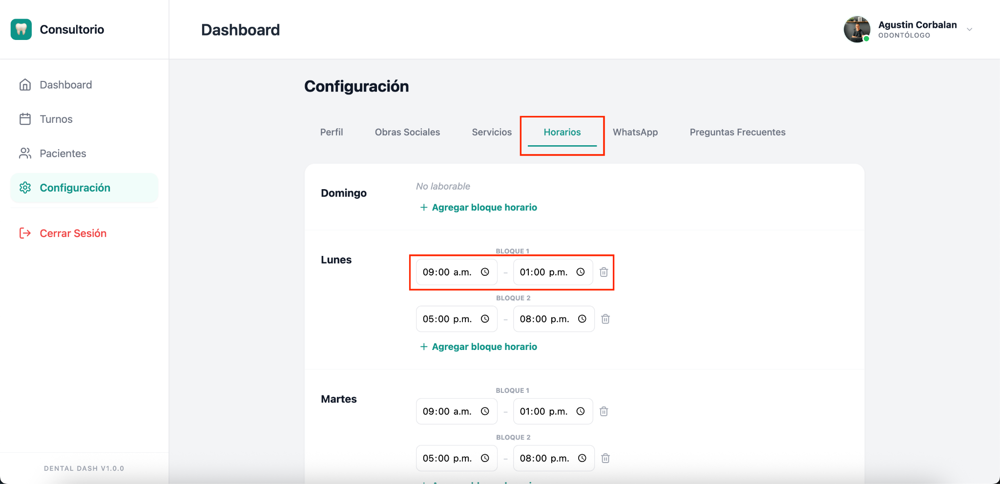 Consultorio
Dashboard
Agustin Corbalan
ODONTÓLOGO
Dashboard
Turnos
Pacientes
Configuración
Cerrar Sesión
DENTAL DASH V1.0.0
Configuración
Perfil Obras Sociales Servicios Horarios WhatsApp Preguntas Frecuentes
Domingo
No laborable
+ Agregar bloque horario
Lunes
BLOQUE 1
09:00 a.m. - 01:00 p.m.
BLOQUE 2
05:00 p.m. - 08:00 p.m.
+ Agregar bloque horario
Martes
BLOQUE 1
09:00 a.m. - 01:00 p.m.
BLOQUE 2
05:00 p.m. - 08:00 p.m.